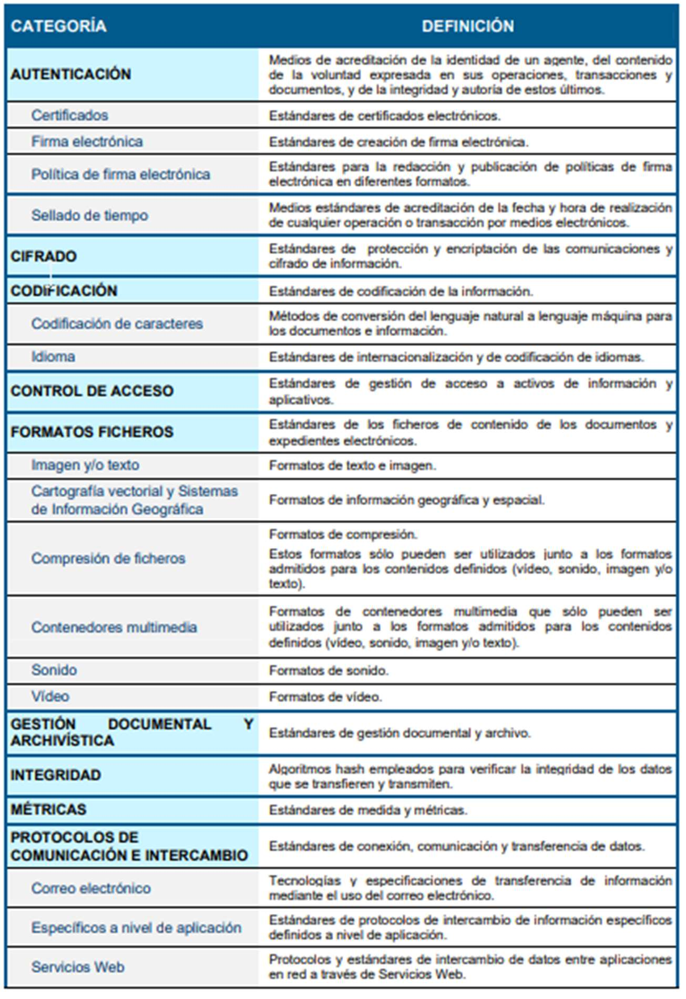 CATEGORÍA DEFINICIÓN
AUTENTICACIÓN
Medios de acreditación de la identidad de un agente, del contenido
de la voluntad expresada en sus operaciones, transacciones y
documentos, y de la integridad y autoría de estos últimos.
Certificados
Estándares de certificados electrónicos.
Firma electrónica
Estándares de creación de firma electrónica.
Política de firma electrónica
Estándares para la redacción y publicación de políticas de firma
electrónica en diferentes formatos.
Sellado de tiempo
Medios estándares de acreditación de la fecha y hora de realización
de cualquier operación o transacción por medios electrónicos.
CIFRADO
Estándares de protección y encriptación de las comunicaciones y
cifrado de información.
CODIFICACIÓN
Estándares de codificación de la información.
Codificación de caracteres
Métodos de conversión del lenguaje natural a lenguaje máquina para
los documentos e información.
Idioma
Estándares de internacionalización y de codificación de idiomas.
CONTROL DE ACCESO
Estándares de gestión de acceso a activos de información y
aplicativos.
FORMATOS FICHEROS
Estándares de los ficheros de contenido de los documentos y
expedientes electrónicos.
Imagen y/o texto
Formatos de texto e imagen.
Cartografía vectorial y Sistemas
de Información Geográfica
Formatos de información geográfica y espacial.
Compresión de ficheros
Formatos de compresión.
Estos formatos sólo pueden ser utilizados junto a los formatos
admitidos para los contenidos definidos (vídeo, sonido, imagen y/o
texto).
Contenedores multimedia
Formatos de contenedores multimedia que sólo pueden ser
utilizados junto a los formatos admitidos para los contenidos
definidos (vídeo, sonido, imagen y/o texto).
Sonido
Formatos de sonido.
Vídeo
Formatos de vídeo.
GESTIÓN DOCUMENTAL Y
ARCHIVÍSTICA
Estándares de gestión documental y archivo.
INTEGRIDAD
Algoritmos hash empleados para verificar la integridad de los datos
que se transfieren y transmiten.
MÉTRICAS
Estándares de medida y métricas.
PROTOCOLOS DE
COMUNICACIÓN E INTERCAMBIO
Estándares de conexión, comunicación y transferencia de datos.
Correo electrónico
Tecnologías y especificaciones de transferencia de información
mediante el uso del correo electrónico.
Específicos a nivel de aplicación
Estándares de protocolos de intercambio de información específicos
definidos a nivel de aplicación.
Servicios Web
Protocolos y estándares de intercambio de datos entre aplicaciones
en red a través de Servicios Web.